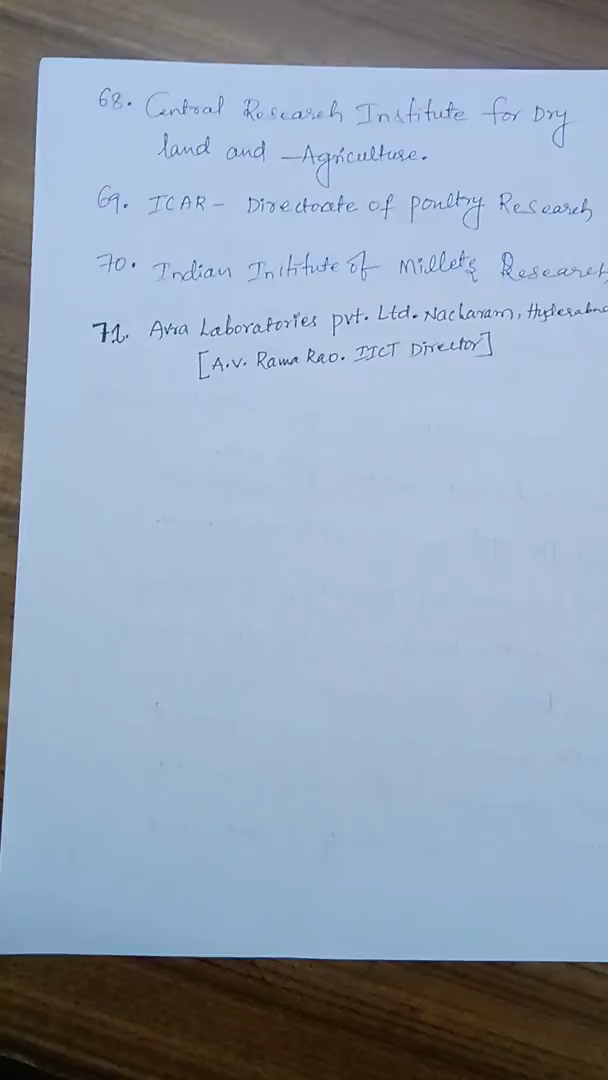 68. Central Research Institute for Dry
land and - Agriculture.
69. ICAR - Directorate of poultry Research
70. Indian Institute of Millets Research
71. Avra Laboratories pvt. Ltd. Nacharam, Hyderabad
[A.V. Rama Rao. IICT Director]